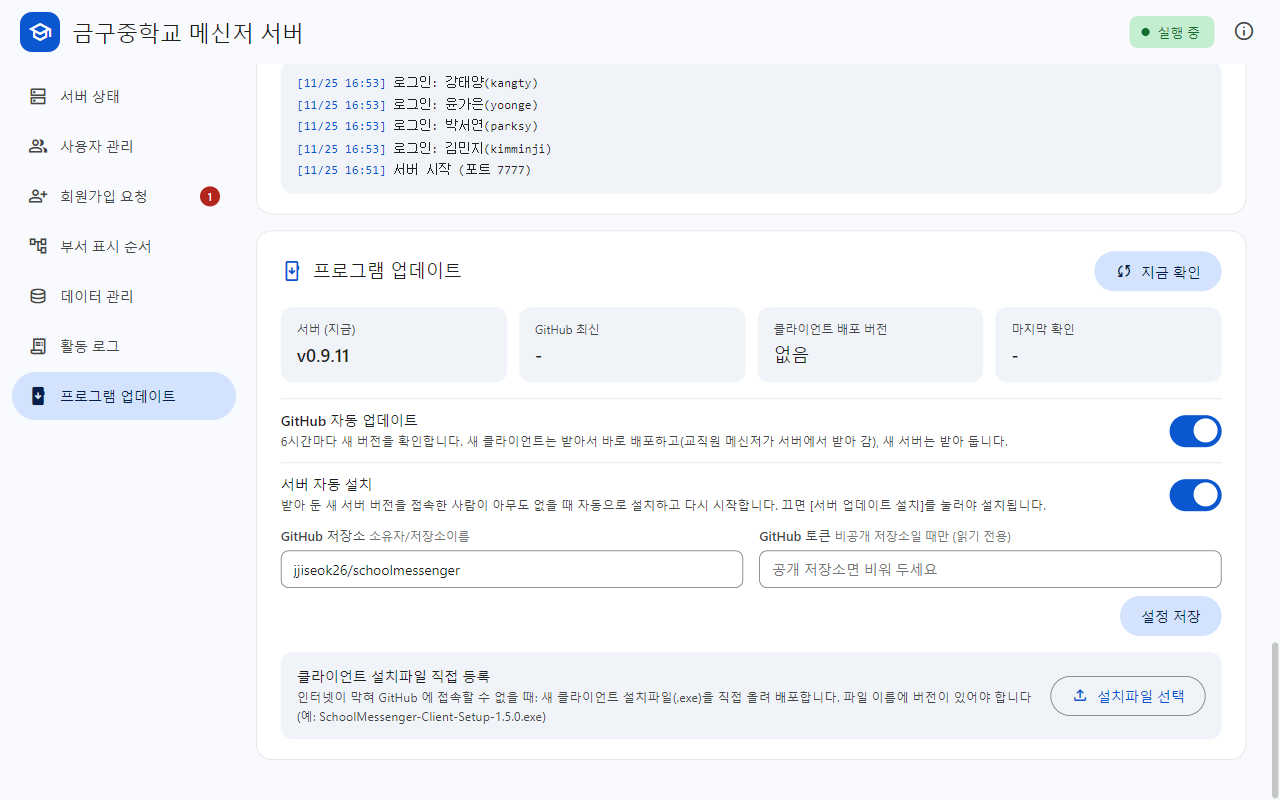 금구중학교 메신저 서버
실행 중
서버 상태
사용자 관리
회원가입 요청
1
부서 표시 순서
데이터 관리
활동 로그
프로그램 업데이트
[11/25 16:53] 로그인: 강태양(kangty)
[11/25 16:53] 로그인: 윤가은(yoonge)
[11/25 16:53] 로그인: 박서연(parksy)
[11/25 16:53] 로그인: 김민지(kimminji)
[11/25 16:51] 서버 시작 (포트 7777)
프로그램 업데이트
지금 확인
서버 (지금)
v0.9.11
GitHub 최신
-
클라이언트 배포 버전
없음
마지막 확인
-
GitHub 자동 업데이트
6시간마다 새 버전을 확인합니다. 새 클라이언트는 받아서 바로 배포하고(교직원 메신저가 서버에서 받아 감), 새 서버는 받아 둡니다.
서버 자동 설치
받아 둔 새 서버 버전을 접속한 사람이 아무도 없을 때 자동으로 설치하고 다시 시작합니다. 끄면 [서버 업데이트 설치]를 눌러야 설치됩니다.
GitHub 저장소 소유자/저장소이름
jjiseok26/schoolmessenger
GitHub 토큰 비공개 저장소일 때만 (읽기 전용)
공개 저장소면 비워 두세요
설정 저장
클라이언트 설치파일 직접 등록
인터넷이 막혀 GitHub 에 접속할 수 없을 때: 새 클라이언트 설치파일(.exe)을 직접 올려 배포합니다. 파일 이름에 버전이 있어야 합니다
(예: SchoolMessenger-Client-Setup-1.5.0.exe)
설치파일 선택